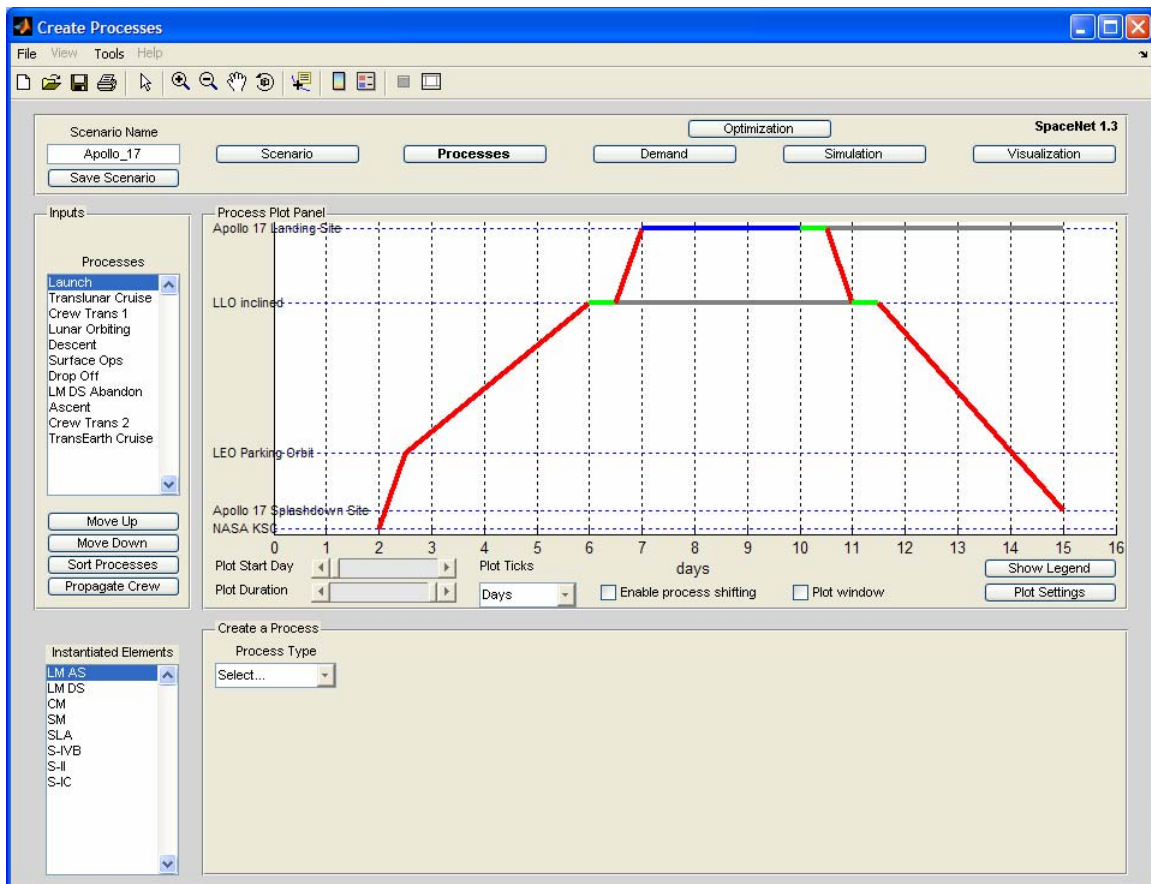 Create Processes
File View Tools Help
Optimization
SpaceNet 1.3
Scenario Name
Apollo_17
Scenario
Processes
Demand
Simulation
Visualization
Save Scenario
Inputs
Processes
Launch
Translunar Cruise
Crew Trans 1
Lunar Orbiting
Descent
Surface Ops
Drop Off
LM DS Abandon
Ascent
Crew Trans 2
TransEarth Cruise
Move Up
Move Down
Sort Processes
Propagate Crew
Process Plot Panel
Apollo 17 Landing Site
LLO inclined
LEO Parking Orbit
Apollo 17 Splashdown Site
NASA KSC
0 1 2 3 4 5 6 7 8 9 10 11 12 13 14 15 16
days
Plot Start Day
Plot Ticks
Show Legend
Plot Duration
Days
Enable process shifting
Plot window
Plot Settings
Instantiated Elements
LM AS
LM DS
CM
SM
SLA
S-IVB
S-II
S-IC
Create a Process
Process Type
Select...